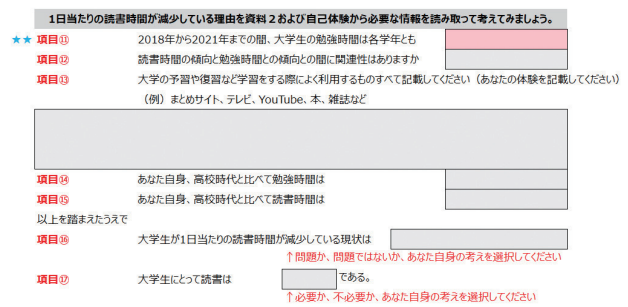 1日当たりの読書時間が減少している理由を資料2および自己体験から必要な情報を読み取って考えてみましょう。
★★ 項目⑪ 2018年から2021年までの間、大学生の勉強時間は各学年とも
項目⑫ 読書時間の傾向と勉強時間との傾向との間に関連性はありますか
項目⑬ 大学の予習や復習など学習をする際によく利用するものすべて記載してください（あなたの体験を記載してください）
（例）まとめサイト、テレビ、YouTube、本、雑誌など
項目⑭ あなた自身、高校時代と比べて勉強時間は
項目⑮ あなた自身、高校時代と比べて読書時間は
以上を踏まえたうえで
項目⑯ 大学生が1日当たりの読書時間が減少している現状は
↑問題か、問題ではないか、あなた自身の考えを選択してください
項目⑰ 大学生にとって読書は である。
↑必要か、不必要か、あなた自身の考えを選択してください